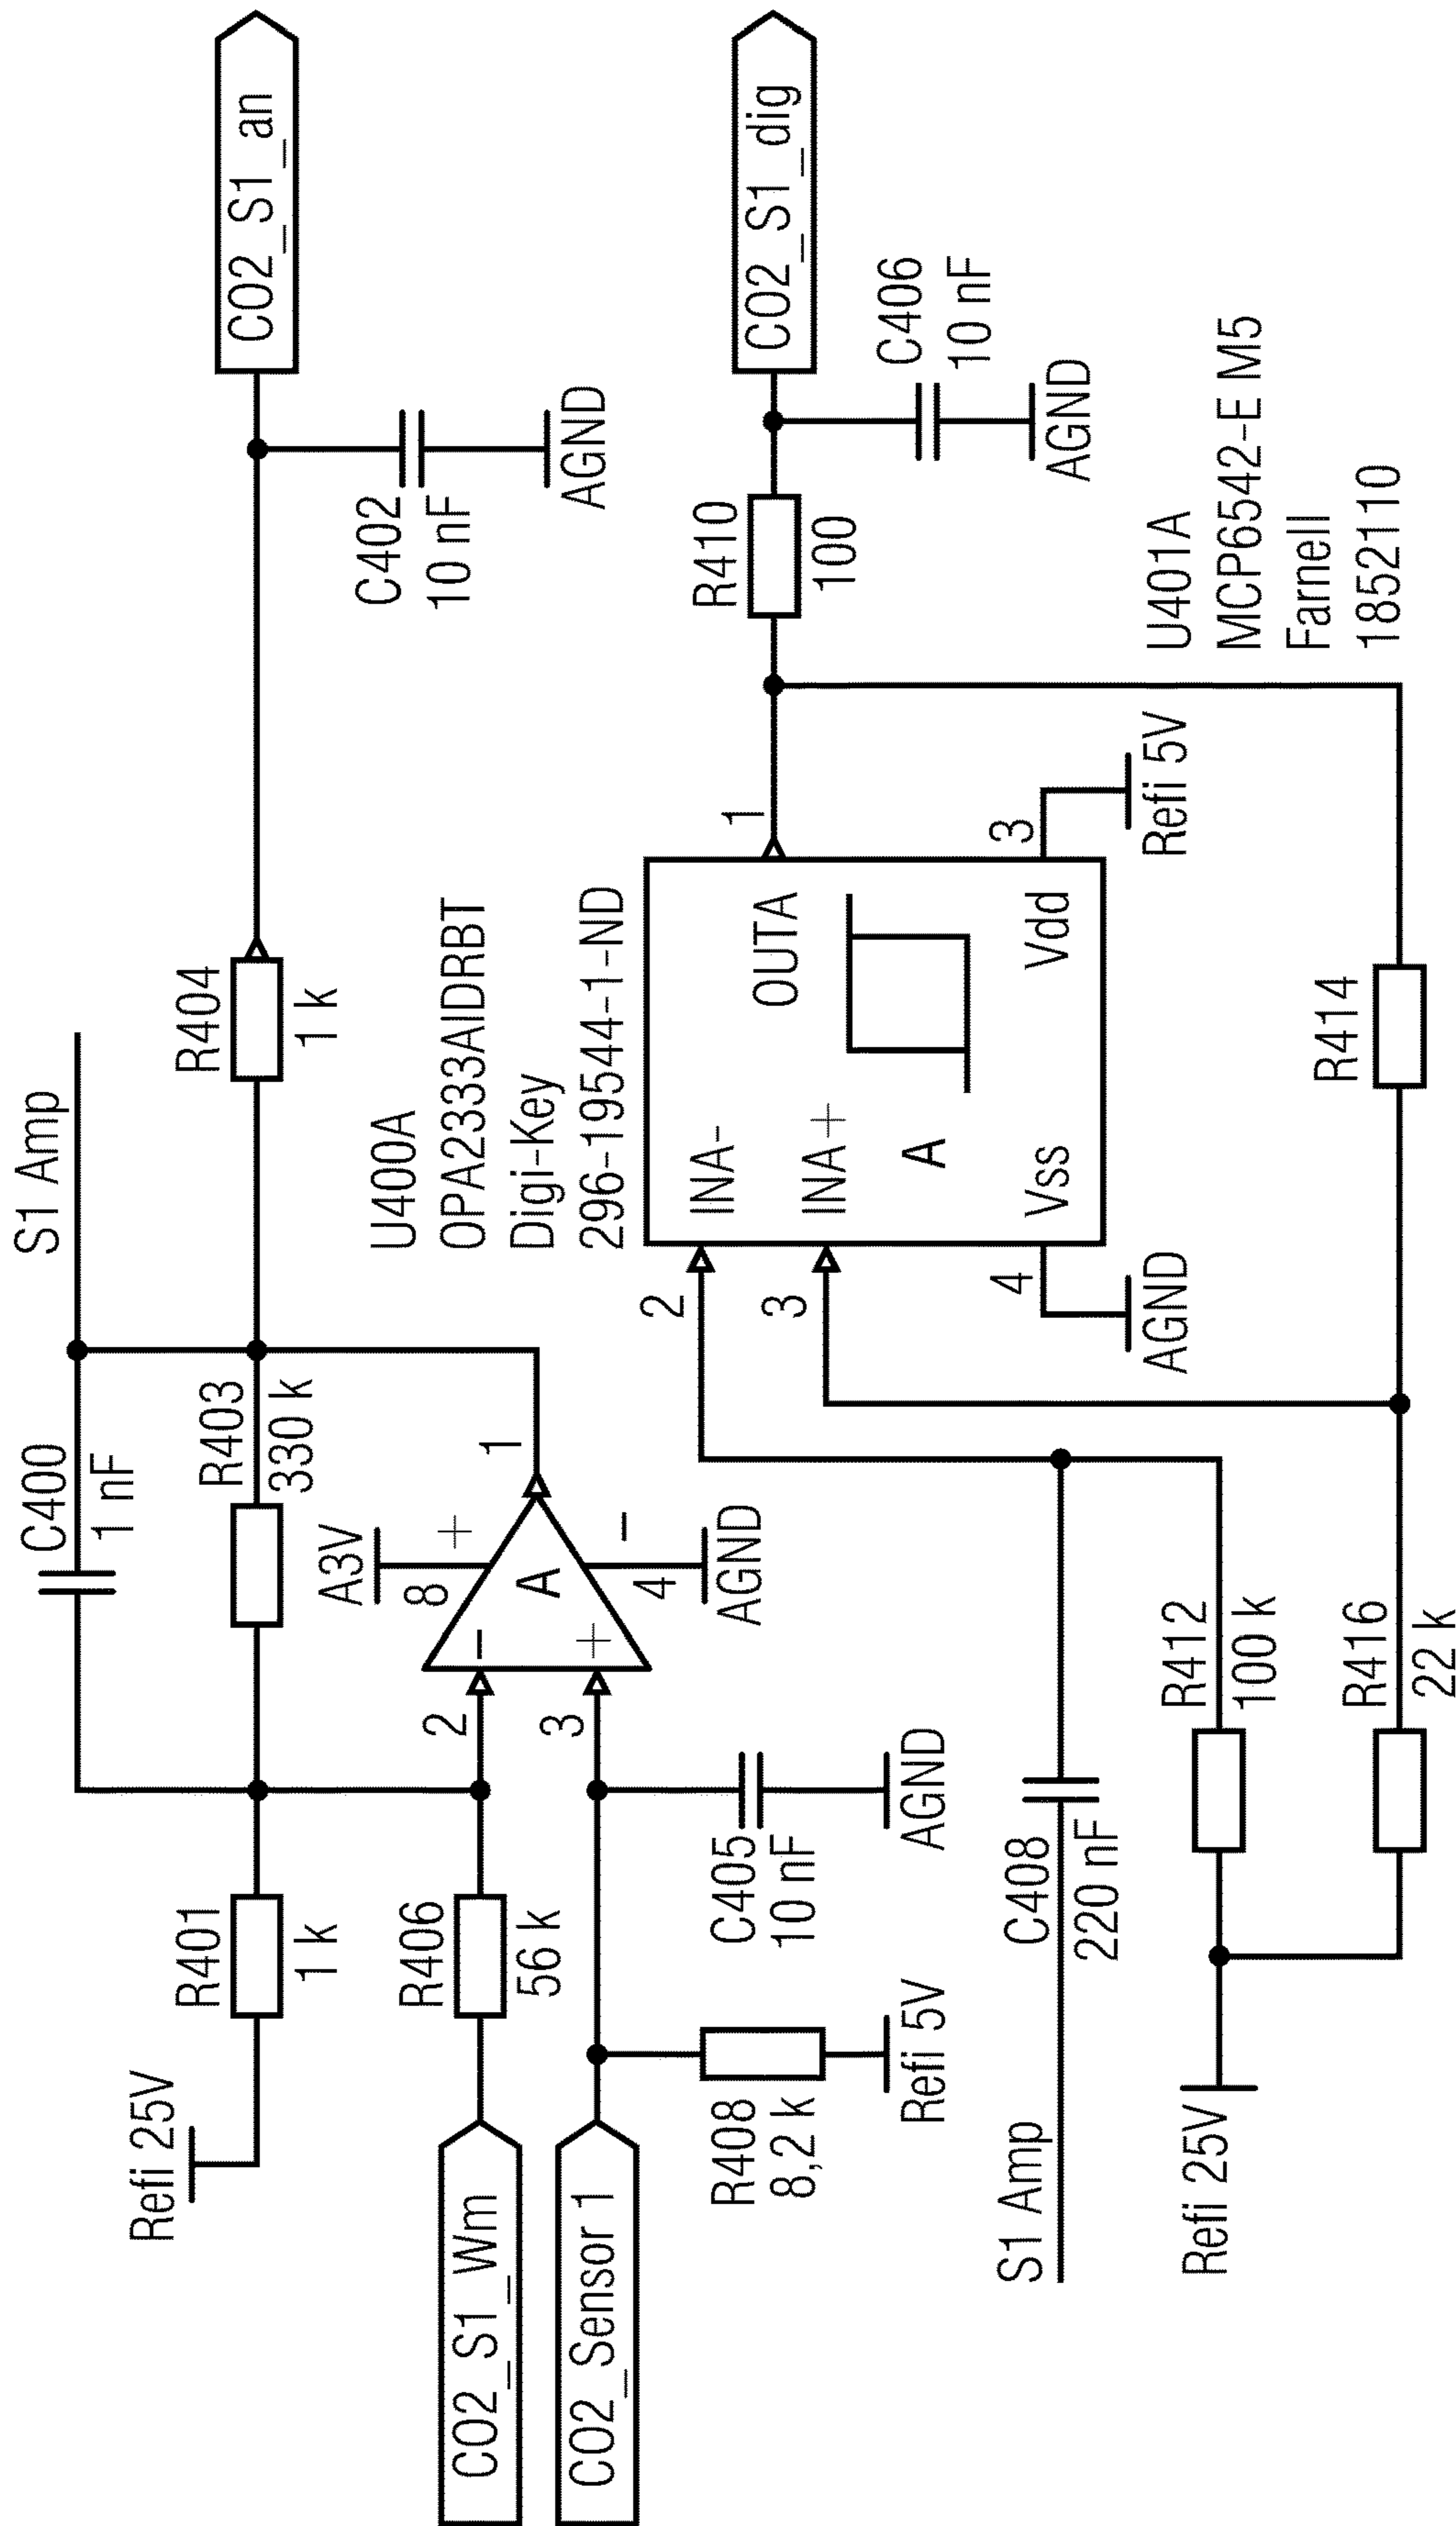 S1 Amp
C400
1 nF
R401
1 k
R403
330 k
R404
1 k
CO2_S1_an
Refi 25V
C402
10 nF
AGND
A3V
8
+
1
U400A
OPA2333AIDRBT
Digi-Key
296-19544-1-ND
CO2_S1_Wm
R406
56 k
2
-
A
+
3
4
-
AGND
CO2_Sensor 1
R408
8,2 k
Refi 5V
C405
10 nF
AGND
2
INA-
3
INA+
OUTA
1
A
4
Vss
Vdd
3
AGND
Refi 5V
R410
100
CO2_S1_dig
C406
10 nF
AGND
U401A
MCP6542-E M5
Farnell
1852110
S1 Amp
C408
220 nF
Refi 25V
R412
100 k
R416
22 k
R414